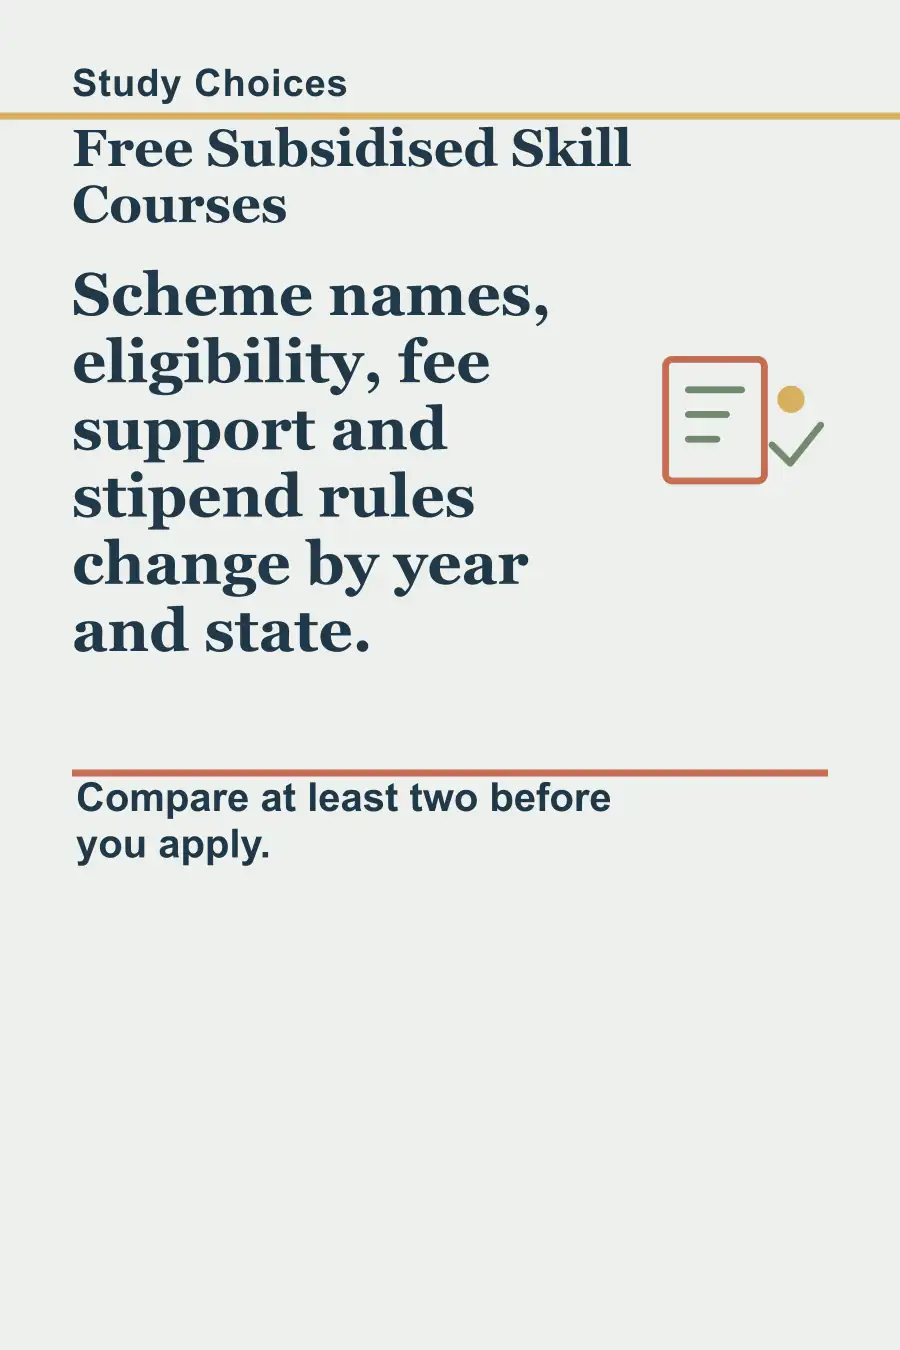 Study Choices
Free Subsidised Skill
Courses
Scheme names,
eligibility, fee
support and
stipend rules
change by year
and state.
Compare at least two before
you apply.